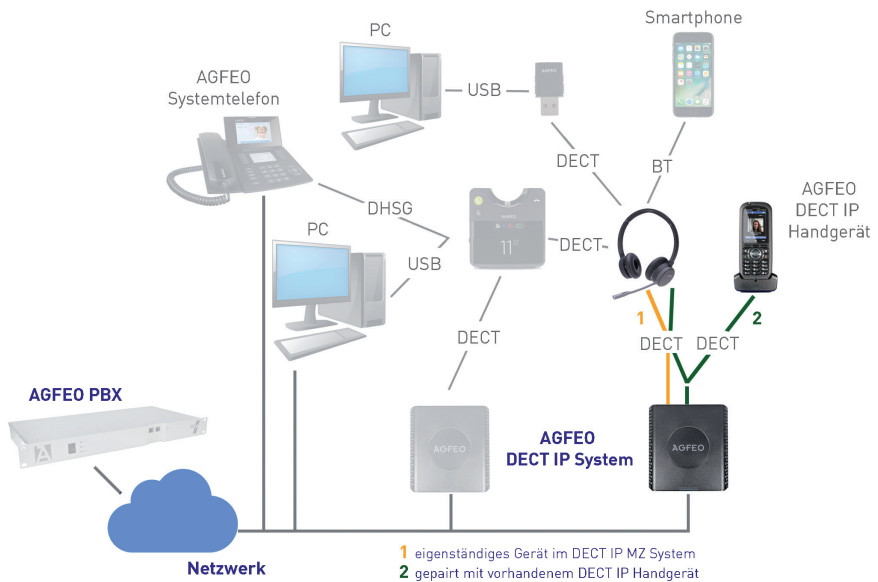 Smartphone
PC
AGFEO
Systemtelefon
AGFEO
USB
DECT
BT
AGFEO
DECT IP
Handgerät
DHSG
AGFEO
11
PC
USB
DECT
1
2
DECT
DECT
DECT
AGFEO PBX
A
AGFEO
AGFEO
DECT IP System
AGFEO
Netzwerk
1 eigenständiges Gerät im DECT IP MZ System
2 gepairt mit vorhandenem DECT IP Handgerät